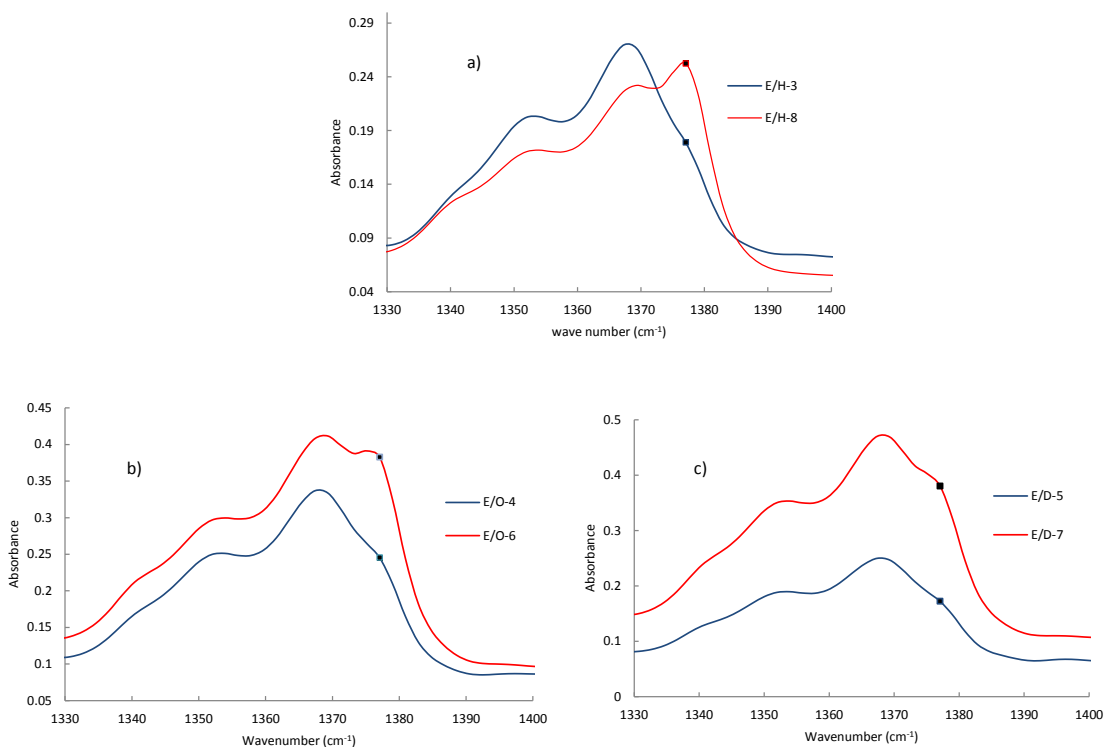 a)
0.29
0.24
0.19
0.14
0.09
0.04
Absorbance
1330 1340 1350 1360 1370 1380 1390 1400
wave number (cm-1)
E/H-3
E/H-8
b)
0.45
0.4
0.35
0.3
0.25
0.2
0.15
0.1
0.05
Absorbance
1330 1340 1350 1360 1370 1380 1390 1400
Wavenumber (cm-1)
E/O-4
E/O-6
c)
0.5
0.4
0.3
0.2
0.1
0
Absorbance
1330 1340 1350 1360 1370 1380 1390 1400
Wavenumber (cm-1)
E/D-5
E/D-7